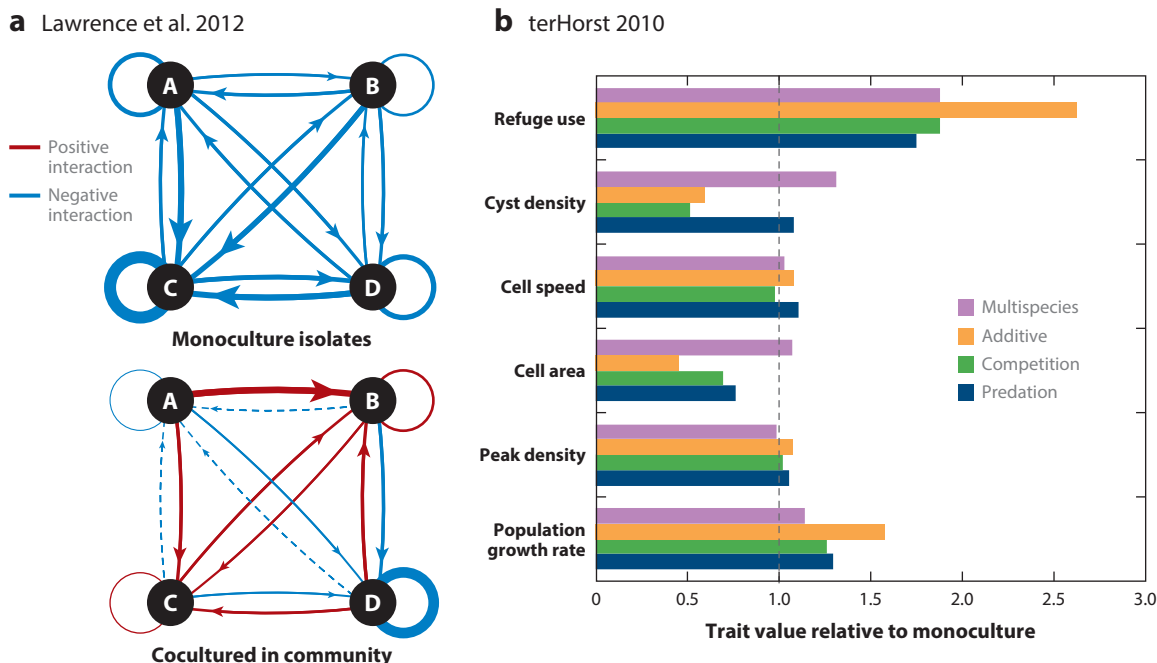 a Lawrence et al. 2012
A
B
Positive
interaction
Negative
interaction
C
D
Monoculture isolates
A
B
C
D
Cocultured in community
b terHorst 2010
Refuge use
Cyst density
Cell speed
Cell area
Peak density
Population
growth rate
Multispecies
Additive
Competition
Predation
0 0.5 1.0 1.5 2.0 2.5 3.0
Trait value relative to monoculture